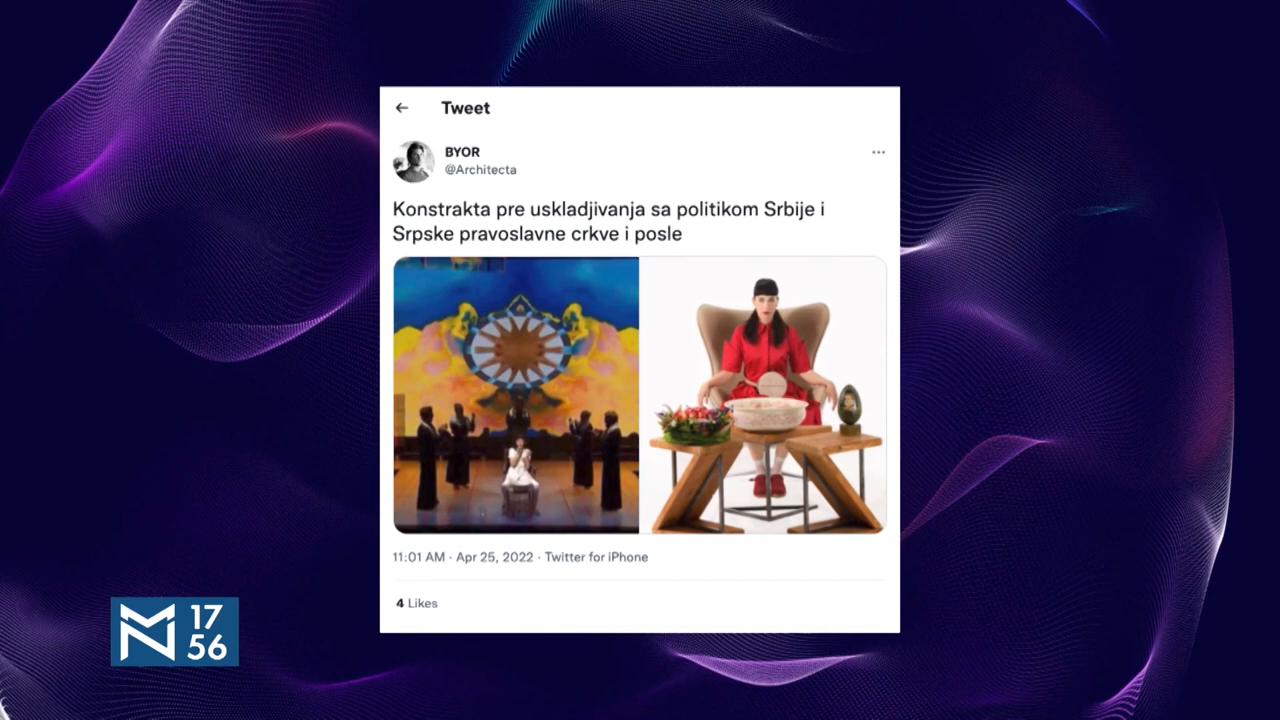 Tweet
BYOR
@Architecta
Konstrakta pre uskladjivanja sa politikom Srbije i
Srpske pravoslavne crkve i posle
11:01 AM · Apr 25, 2022 · Twitter for iPhone
4 Likes
N 17
56